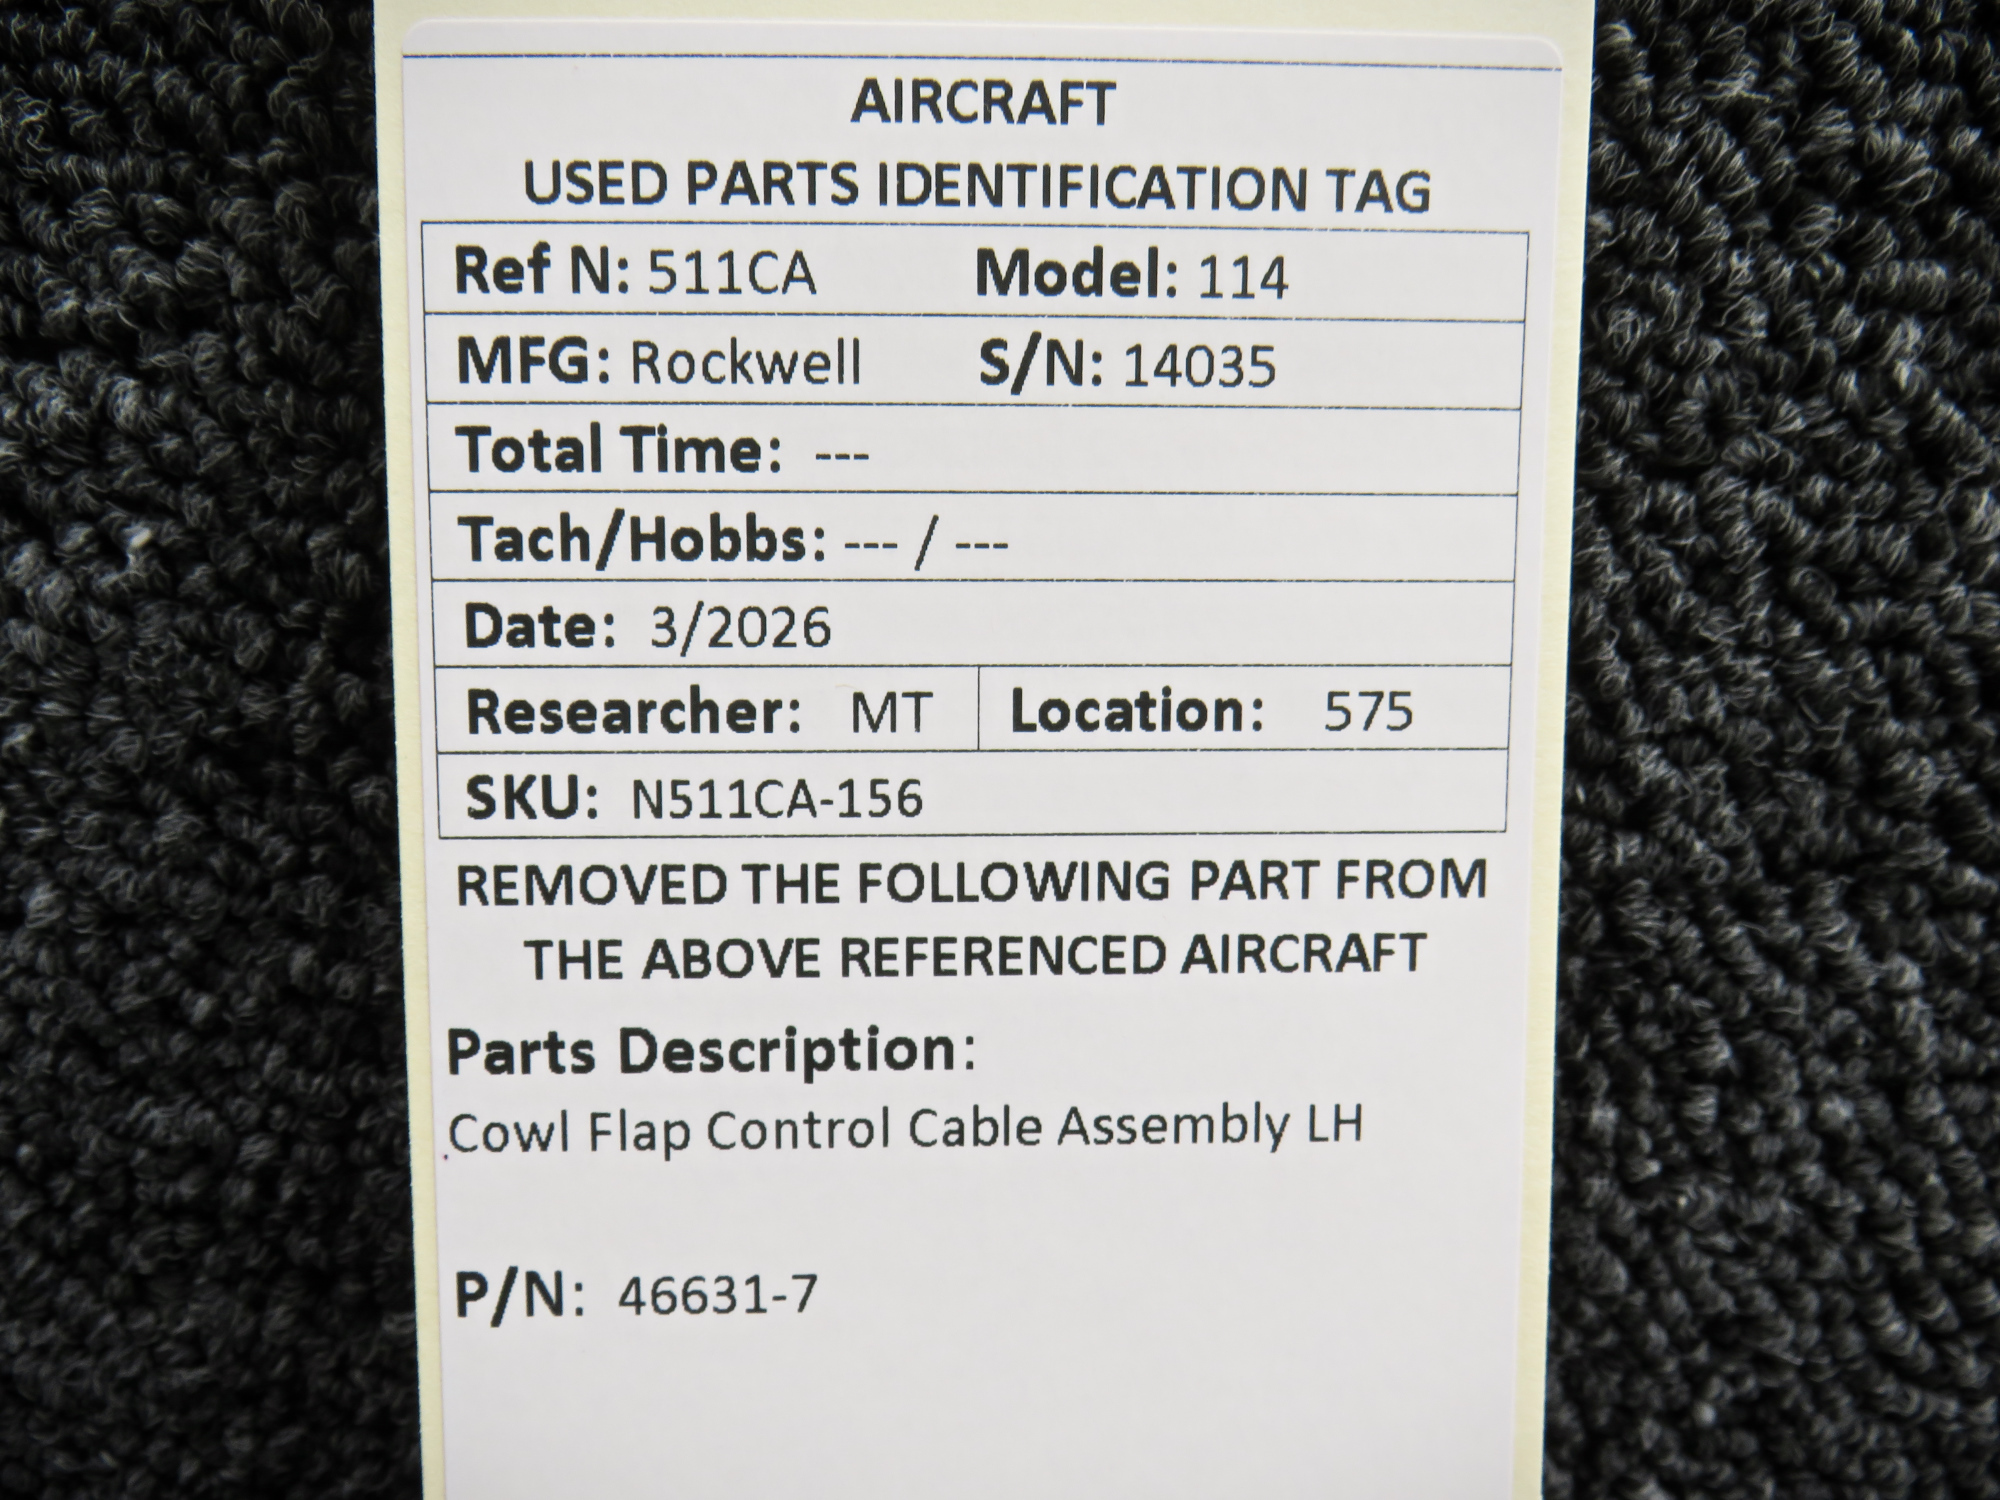 AIRCRAFT
USED PARTS IDENTIFICATION TAG
Ref N: 511CA Model: 114
MFG: Rockwell S/N: 14035
Total Time: ---
Tach/Hobbs: --- / ---
Date: 3/2026
Researcher: MT Location: 575
SKU: N511CA-156
REMOVED THE FOLLOWING PART FROM
THE ABOVE REFERENCED AIRCRAFT
Parts Description:
Cowl Flap Control Cable Assembly LH
P/N: 46631-7